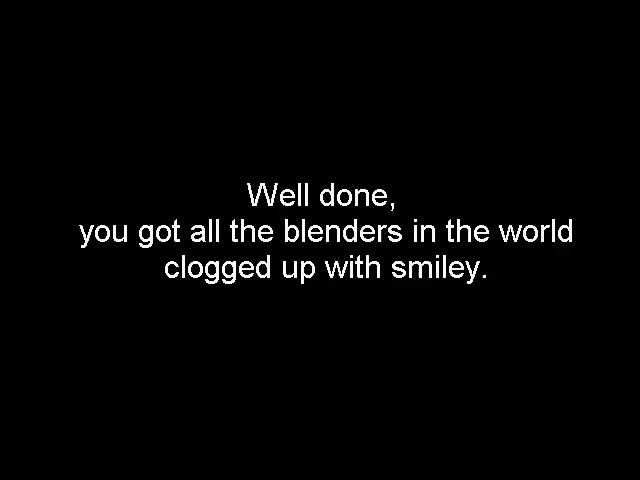 Well done,
you got all the blenders in the world
clogged up with smiley.